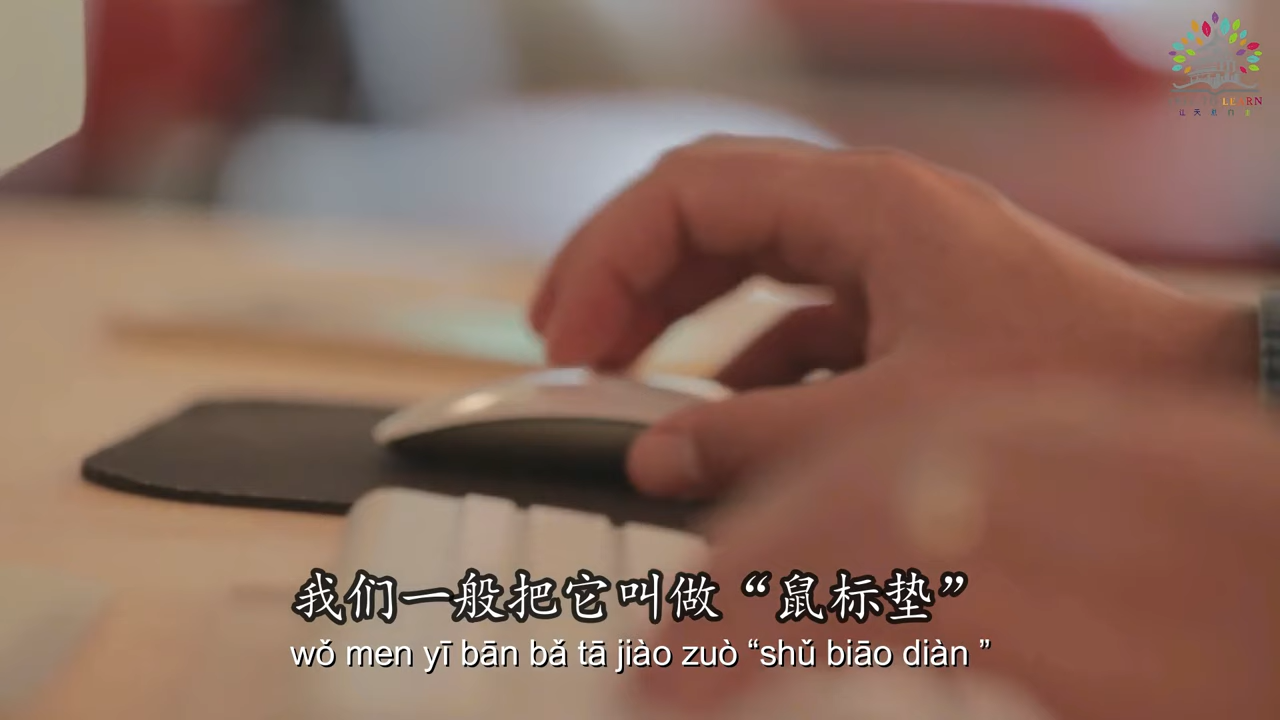 我们一般把它叫做“鼠标垫”
wǒ men yī bān bǎ tā jiào zuò “shǔ biāo diàn ”